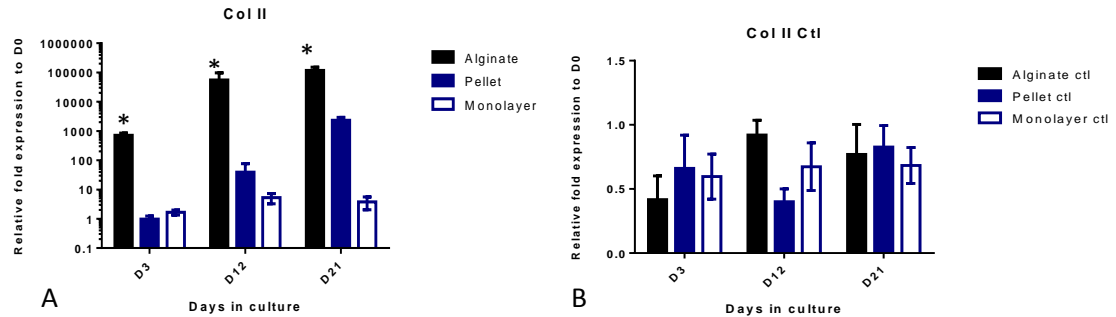 Col II
Relative fold expression to D0
1000000
100000
10000
1000
100
10
1
0.1
*
*
*
D3
D12
D21
Days in culture
Alginate
Pellet
Monolayer
A
Col II Ctl
Relative fold expression to D0
1.5
1.0
0.5
0.0
D3
D12
D21
Days in culture
Alginate ctl
Pellet ctl
Monolayer ctl
B